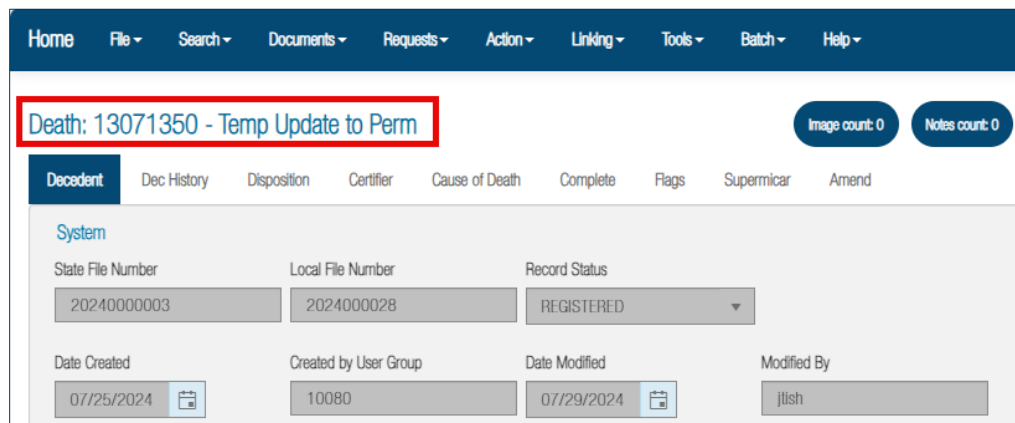 Home File Search Documents Requests Action Linking Tools Batch Help
Death: 13071350 - Temp Update to Perm Image count: 0 Notes count: 0
Decedent Dec History Disposition Certifier Cause of Death Complete Flags Supermicar Amend
System
State File Number Local File Number Record Status
20240000003 2024000028 REGISTERED
Date Created Created by User Group Date Modified Modified By
07/25/2024 10080 07/29/2024 jtish